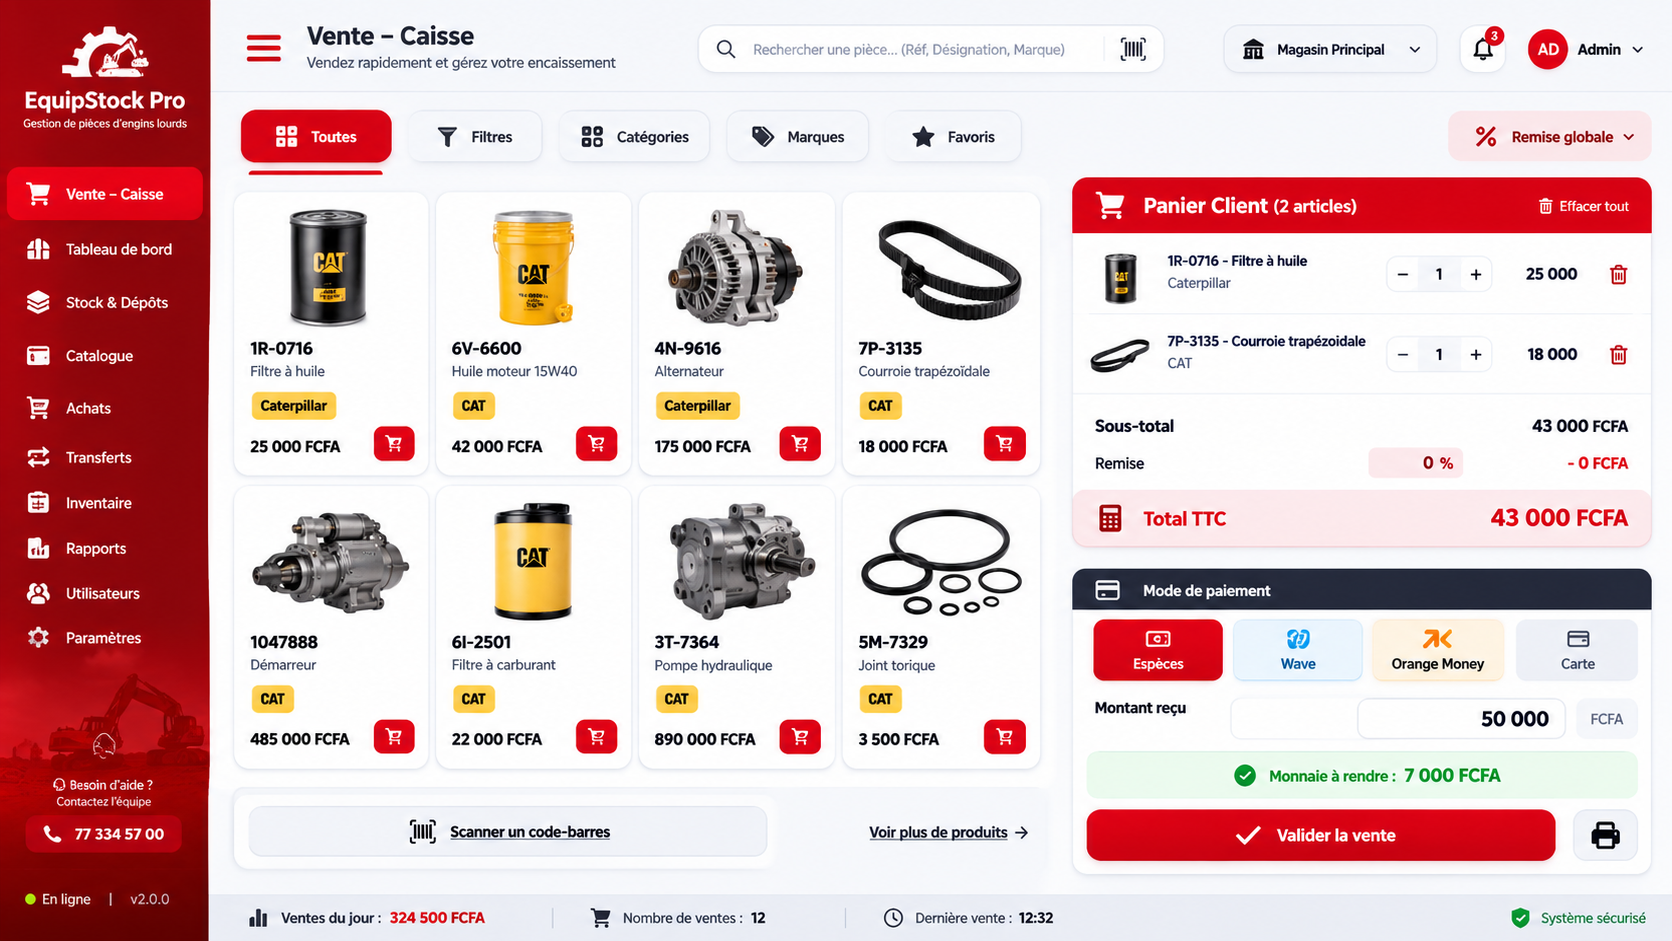 EquipStock Pro
Gestion de pièces d'engins lourds
Vente – Caisse
Tableau de bord
Stock & Dépôts
Catalogue
Achats
Transferts
Inventaire
Rapports
Utilisateurs
Paramètres
Besoin d'aide ?
Contactez l'équipe
77 334 57 00
En ligne | v2.0.0
Vente – Caisse
Vendez rapidement et gérez votre encaissement
Rechercher une pièce... (Réf, Désignation, Marque)
Magasin Principal
3
AD Admin
Toutes
Filtres
Catégories
Marques
Favoris
Remise globale
CAT
1R-0716
Filtre à huile
Caterpillar
25 000 FCFA
CAT
6V-6600
Huile moteur 15W40
CAT
42 000 FCFA
4N-9616
Alternateur
Caterpillar
175 000 FCFA
7P-3135
Courroie trapézoïdale
CAT
18 000 FCFA
1047888
Démarreur
CAT
485 000 FCFA
CAT
6I-2501
Filtre à carburant
CAT
22 000 FCFA
3T-7364
Pompe hydraulique
CAT
890 000 FCFA
5M-7329
Joint torique
CAT
3 500 FCFA
Scanner un code-barres
Voir plus de produits →
Panier Client (2 articles)
Effacer tout
CAT
1R-0716 - Filtre à huile
Caterpillar
− 1 +
25 000
7P-3135 - Courroie trapézoidale
CAT
− 1 +
18 000
Sous-total
43 000 FCFA
Remise
0 %
- 0 FCFA
Total TTC
43 000 FCFA
Mode de paiement
Espèces
Wave
Orange Money
Carte
Montant reçu
50 000
FCFA
Monnaie à rendre : 7 000 FCFA
Valider la vente
Ventes du jour : 324 500 FCFA
Nombre de ventes : 12
Dernière vente : 12:32
Système sécurisé